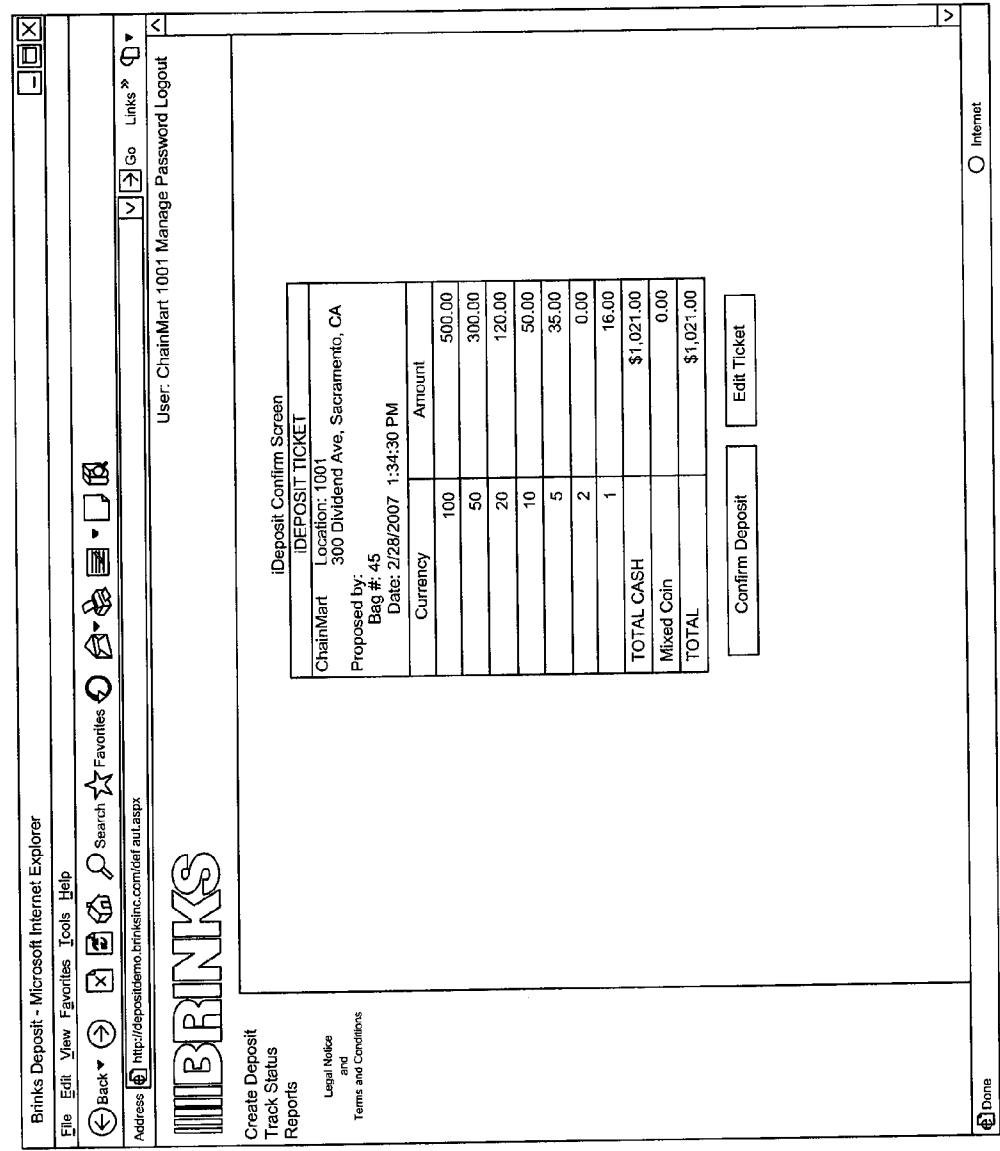 Brinks Deposit - Microsoft Internet Explorer
File Edit View Favorites Tools Help
Back Search Favorites
Address http://depositdemo.brinksinc.com/def aut.aspx Go Links »
BRINKS
User: ChainMart 1001 Manage Password Logout
Create Deposit
Track Status
Reports
Legal Notice
and
Terms and Conditions
iDeposit Confirm Screen
iDEPOSIT TICKET
ChainMart Location: 1001
300 Dividend Ave, Sacramento, CA
Proposed by:
Bag #: 45
Date: 2/28/2007 1:34:30 PM
Currency Amount
100 500.00
50 300.00
20 120.00
10 50.00
5 35.00
2 0.00
1 16.00
TOTAL CASH $1,021.00
Mixed Coin 0.00
TOTAL $1,021.00
Confirm Deposit Edit Ticket
Done Internet